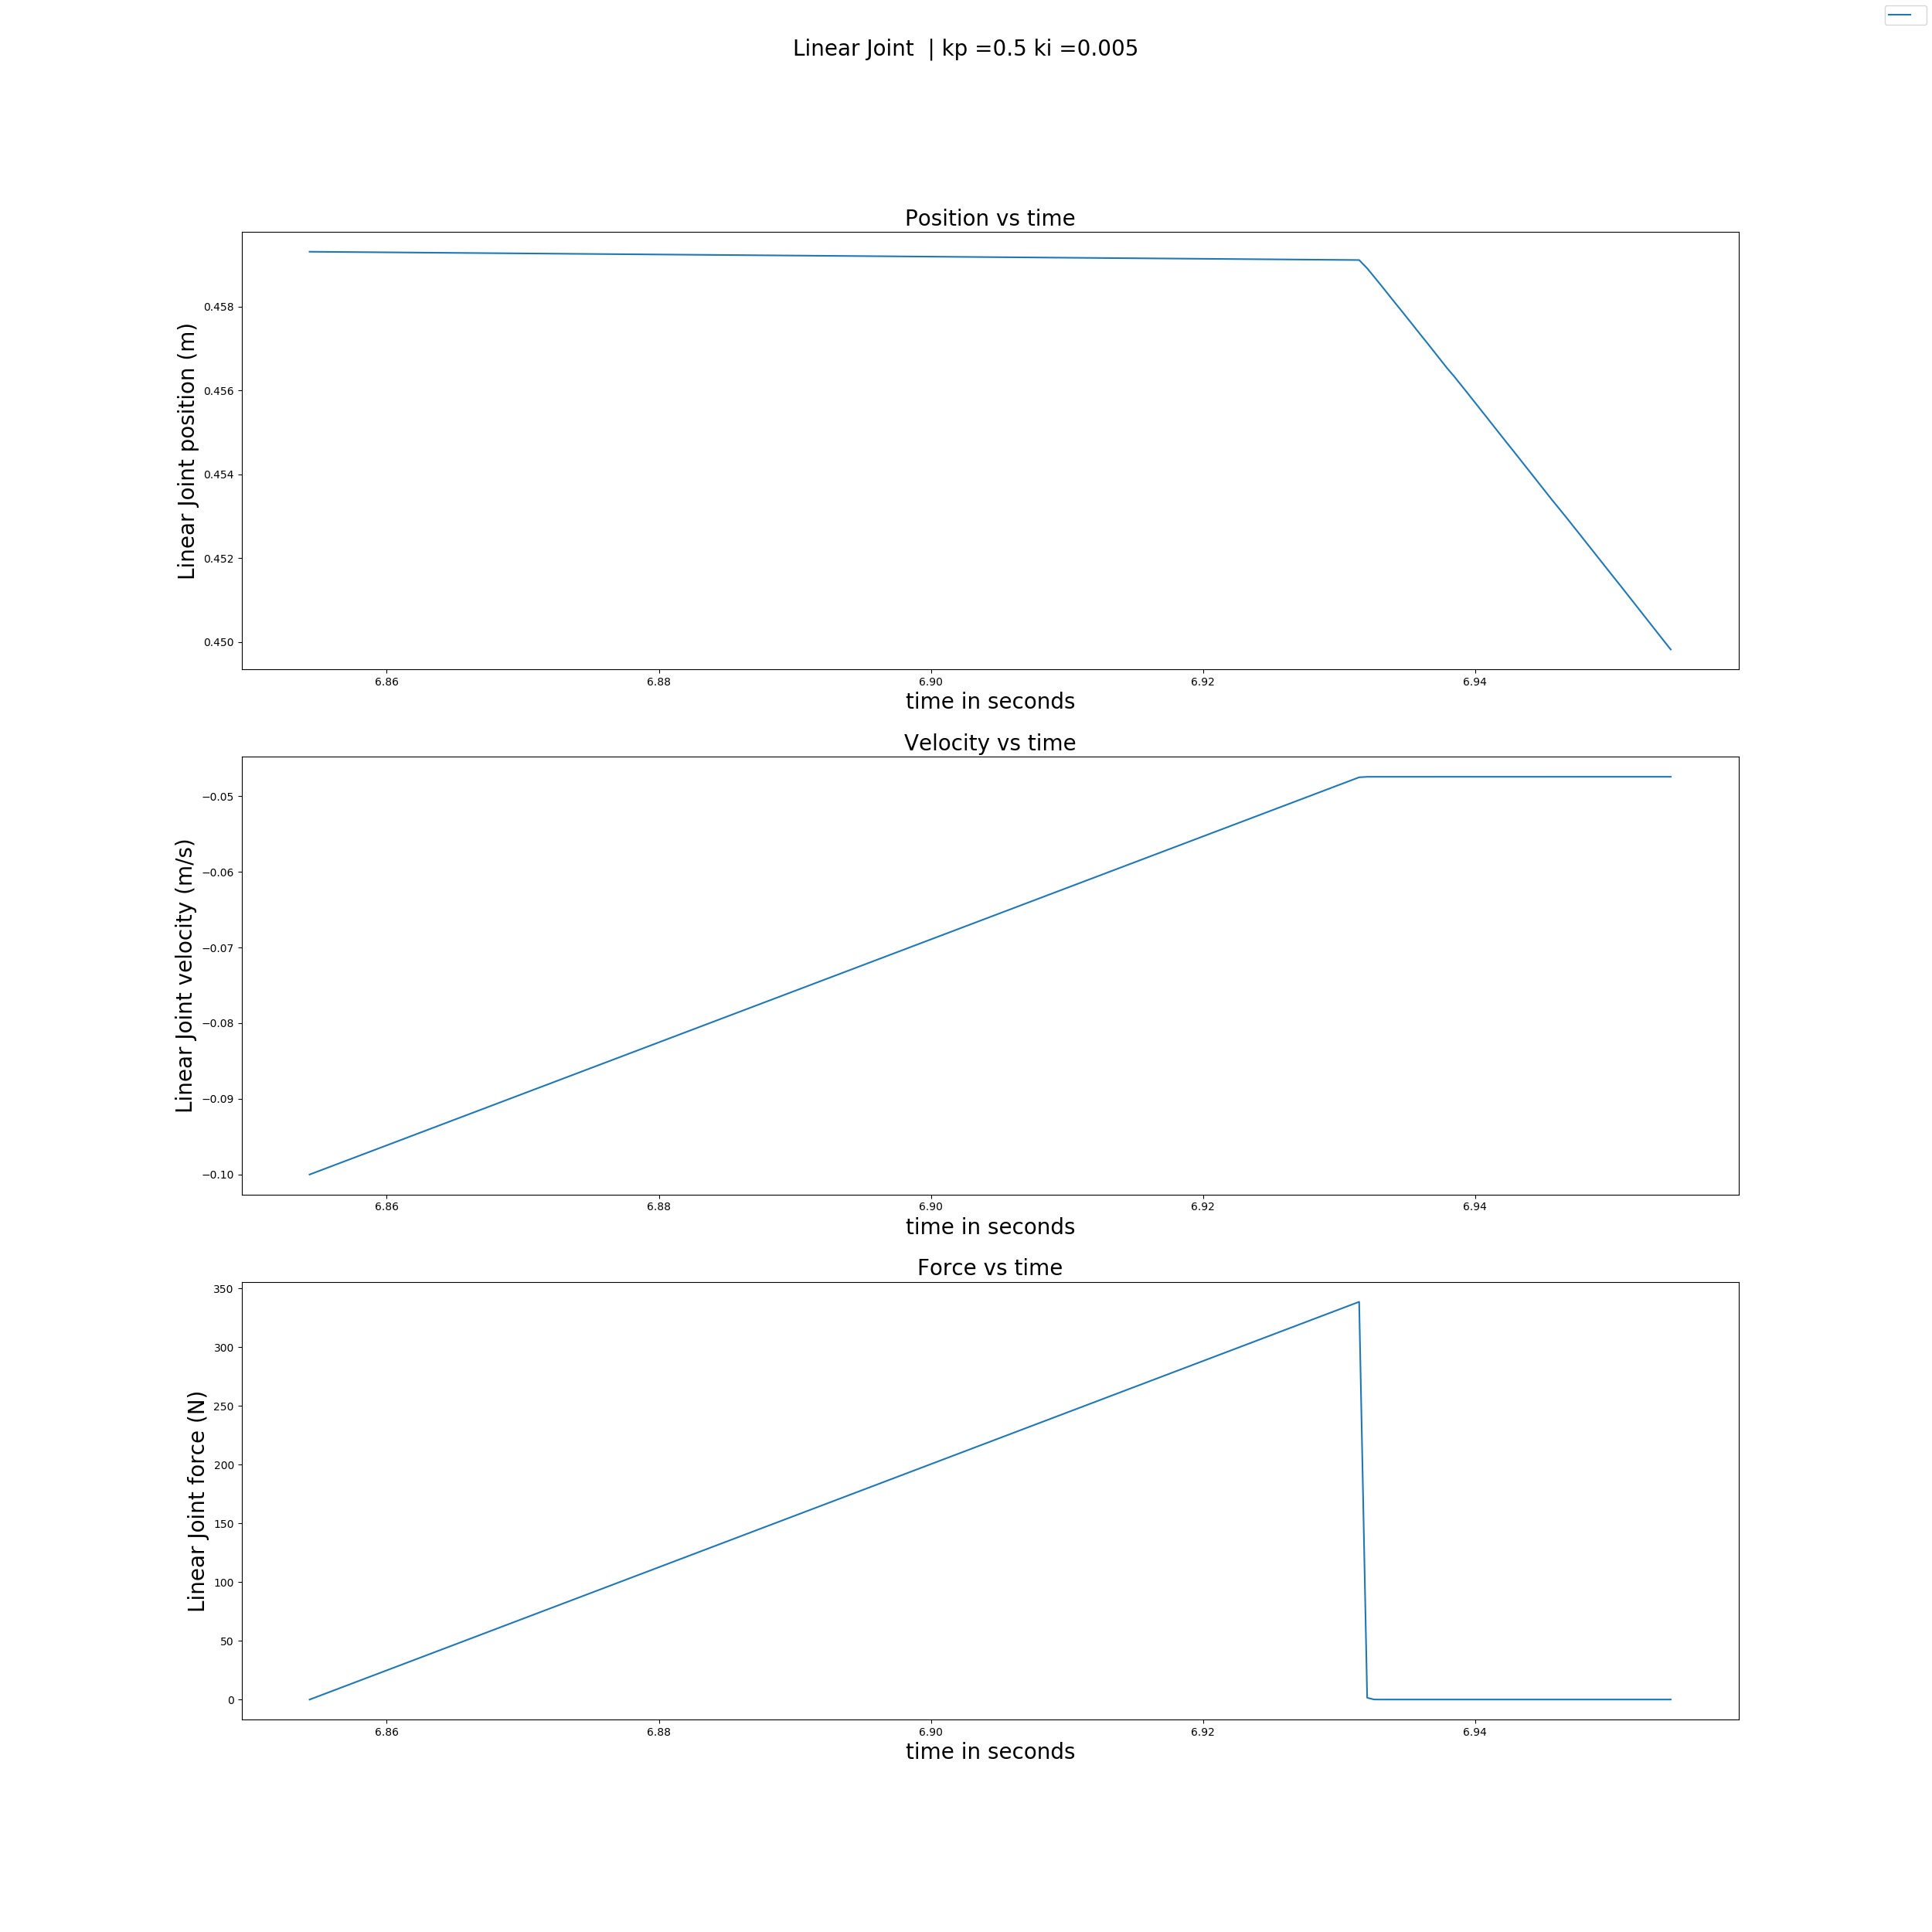 Linear Joint  | kp =0.5 ki =0.005
Position vs time
Linear Joint position (m)
0.458
0.456
0.454
0.452
0.450
6.86 6.88 6.90 6.92 6.94
time in seconds
Velocity vs time
Linear Joint velocity (m/s)
−0.05
−0.06
−0.07
−0.08
−0.09
−0.10
6.86 6.88 6.90 6.92 6.94
time in seconds
Force vs time
Linear Joint force (N)
350
300
250
200
150
100
50
0
6.86 6.88 6.90 6.92 6.94
time in seconds